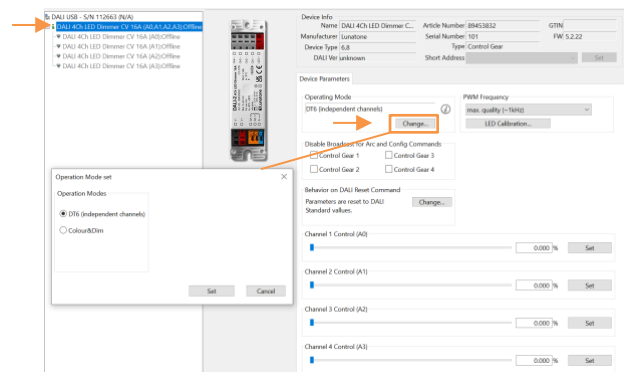 DALI USB - S/N 112663 (N/A)
DALI 4Ch LED Dimmer CV 16A (A0,A1,A2,A3):Offline
DALI 4Ch LED Dimmer CV 16A (A0):Offline
DALI 4Ch LED Dimmer CV 16A (A1):Offline
DALI 4Ch LED Dimmer CV 16A (A2):Offline
DALI 4Ch LED Dimmer CV 16A (A3):Offline
Device Info
Name DALI 4Ch LED Dimmer C... Article Number 89453832 GTIN
Manufacturer Lunatone Serial Number 101 FW 5.2.22
Device Type 6,8 Type Control Gear
DALI Ver unknown Short Address Set
Device Parameters
Operating Mode
DT6 (independent channels)
Change...
PWM Frequency
max. quality (~1kHz)
LED Calibration...
Disable Broadcast for Arc and Config Commands
Control Gear 1 Control Gear 3
Control Gear 2 Control Gear 4
Behavior on DALI Reset Command
Parameters are reset to DALI
Standard vallues.
Change...
Operation Mode set
Operation Modes
DT6 (independent channels)
Colour&Dim
Set Cancel
Channel 1 Control (A0)
0.000 % Set
Channel 2 Control (A1)
0.000 % Set
Channel 3 Control (A2)
0.000 % Set
Channel 4 Control (A3)
0.000 % Set